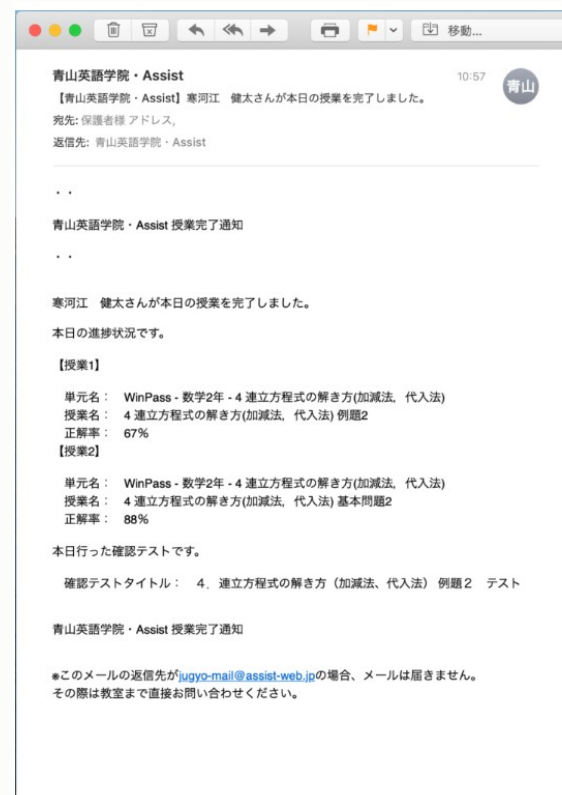 移動...
青山英語学院・Assist
10:57
青山
【青山英語学院・Assist】寒河江　健太さんが本日の授業を完了しました。
宛先: 保護者様 アドレス,
返信先: 青山英語学院・Assist
・・
青山英語学院・Assist 授業完了通知
・・
寒河江　健太さんが本日の授業を完了しました。
本日の進捗状況です。
【授業1】
単元名：　WinPass - 数学2年 - 4 連立方程式の解き方(加減法，代入法)
授業名：　4 連立方程式の解き方(加減法，代入法) 例題2
正解率：　67%
【授業2】
単元名：　WinPass - 数学2年 - 4 連立方程式の解き方(加減法，代入法)
授業名：　4 連立方程式の解き方(加減法，代入法) 基本問題2
正解率：　88%
本日行った確認テストです。
確認テストタイトル：　４．連立方程式の解き方（加減法、代入法） 例題２　テスト
青山英語学院・Assist 授業完了通知
※このメールの返信先がjugyo-mail@assist-web.jpの場合、メールは届きません。
その際は教室まで直接お問い合わせください。